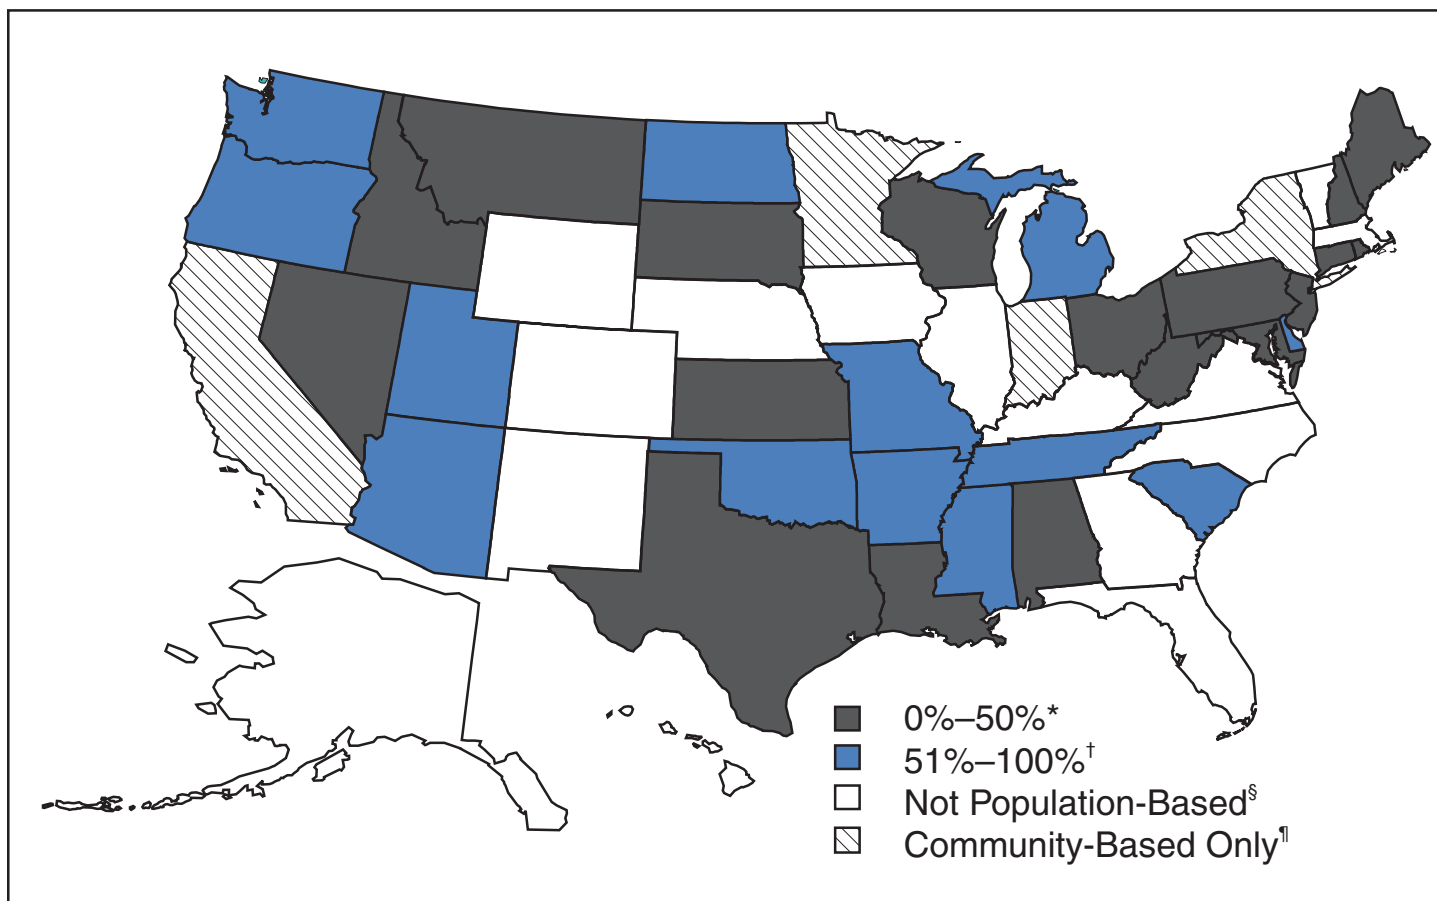 0%–50%*
51%–100%†
Not Population-Based§
Community-Based Only¶